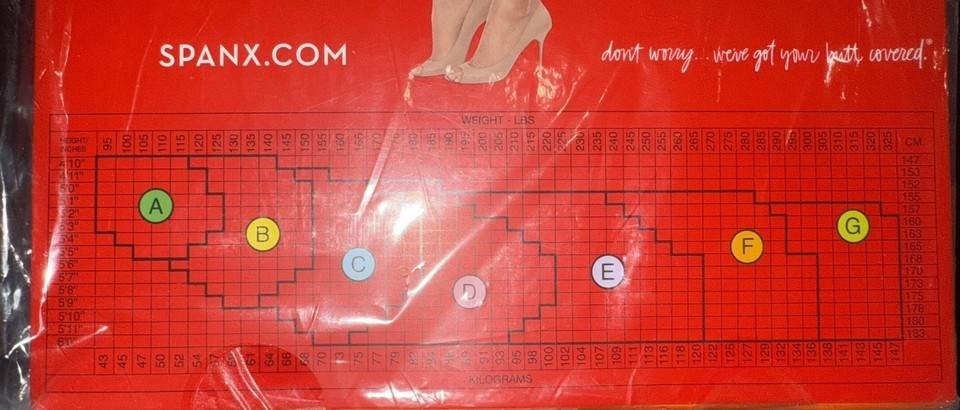 SPANX.COM
don't worry... we've got your butt covered.®
WEIGHT - LBS
HEIGHT/ INCHES 95 100 105 110 115 120 125 130 135 140 145 150 155 160 165 170 175 180 185 190 195 200 205 210 215 220 225 230 235 240 245 250 255 260 265 270 275 280 285 290 295 300 305 310 315 320 325 CM.
4'10" 147
4'11" 150
5'0" 152
5'1" 155
5'2" A 157
5'3" G 160
5'4" B 163
5'5" F 165
5'6" C 168
5'7" E 170
5'8" D 173
5'9" 175
5'10" 178
5'11" 180
6'0" 183
43 45 47 50 52 54 57 61 64 66 68 70 73 75 77 79 91 93 95 98 100 102 104 107 109 111 113 116 118 120 122 125 127 129 132 134 136 138 141 143 145 147
KILOGRAMS